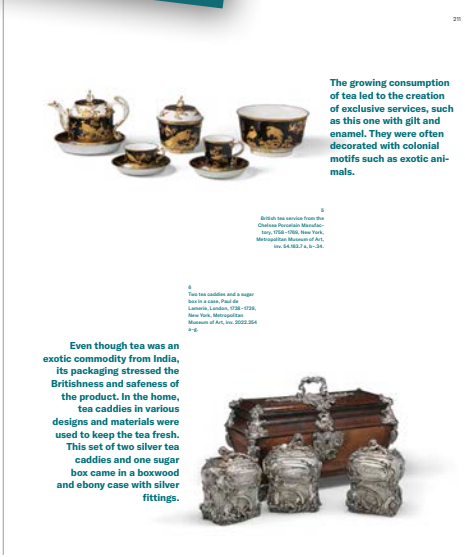 211
The growing consumption
of tea led to the creation
of exclusive services, such
as this one with gilt and
enamel. They were often
decorated with colonial
motifs such as exotic ani-
mals.
5
British tea service from the
Chelsea Porcelain Manufac-
tory, 1758–1769, New York,
Metropolitan Museum of Art,
inv. 64.163.7 a, b–.34.
6
Two tea caddies and a sugar
box in a case, Paul de
Lamerie, London, 1738–1739,
New York, Metropolitan
Museum of Art, inv. 2022.254
a-g.
Even though tea was an
exotic commodity from India,
its packaging stressed the
Britishness and safeness of
the product. In the home,
tea caddies in various
designs and materials were
used to keep the tea fresh.
This set of two silver tea
caddies and one sugar
box came in a boxwood
and ebony case with silver
fittings.